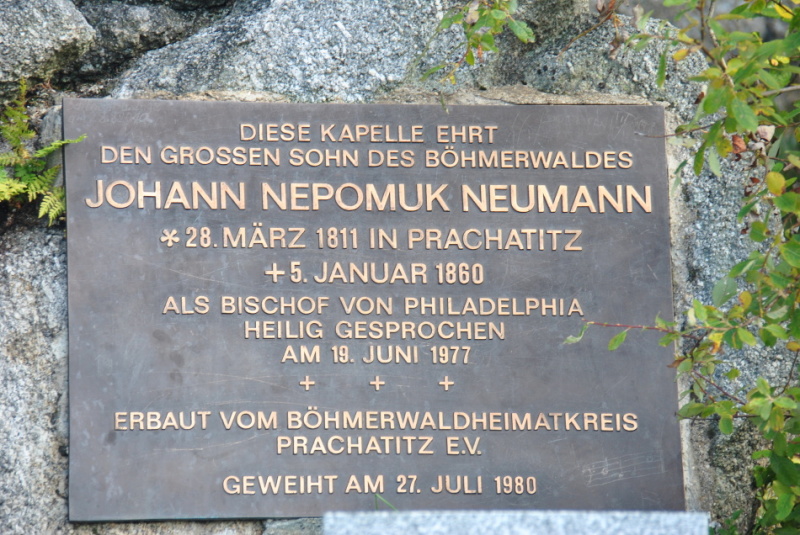 DIESE KAPELLE EHRT
DEN GROSSEN SOHN DES BÖHMERWALDES
JOHANN NEPOMUK NEUMANN
* 28. MÄRZ 1811 IN PRACHATITZ
+ 5. JANUAR 1860
ALS BISCHOF VON PHILADELPHIA
HEILIG GESPROCHEN
AM 19. JUNI 1977
+ + +
ERBAUT VOM BÖHMERWALDHEIMATKREIS
PRACHATITZ E.V.
GEWEIHT AM 27. JULI 1980